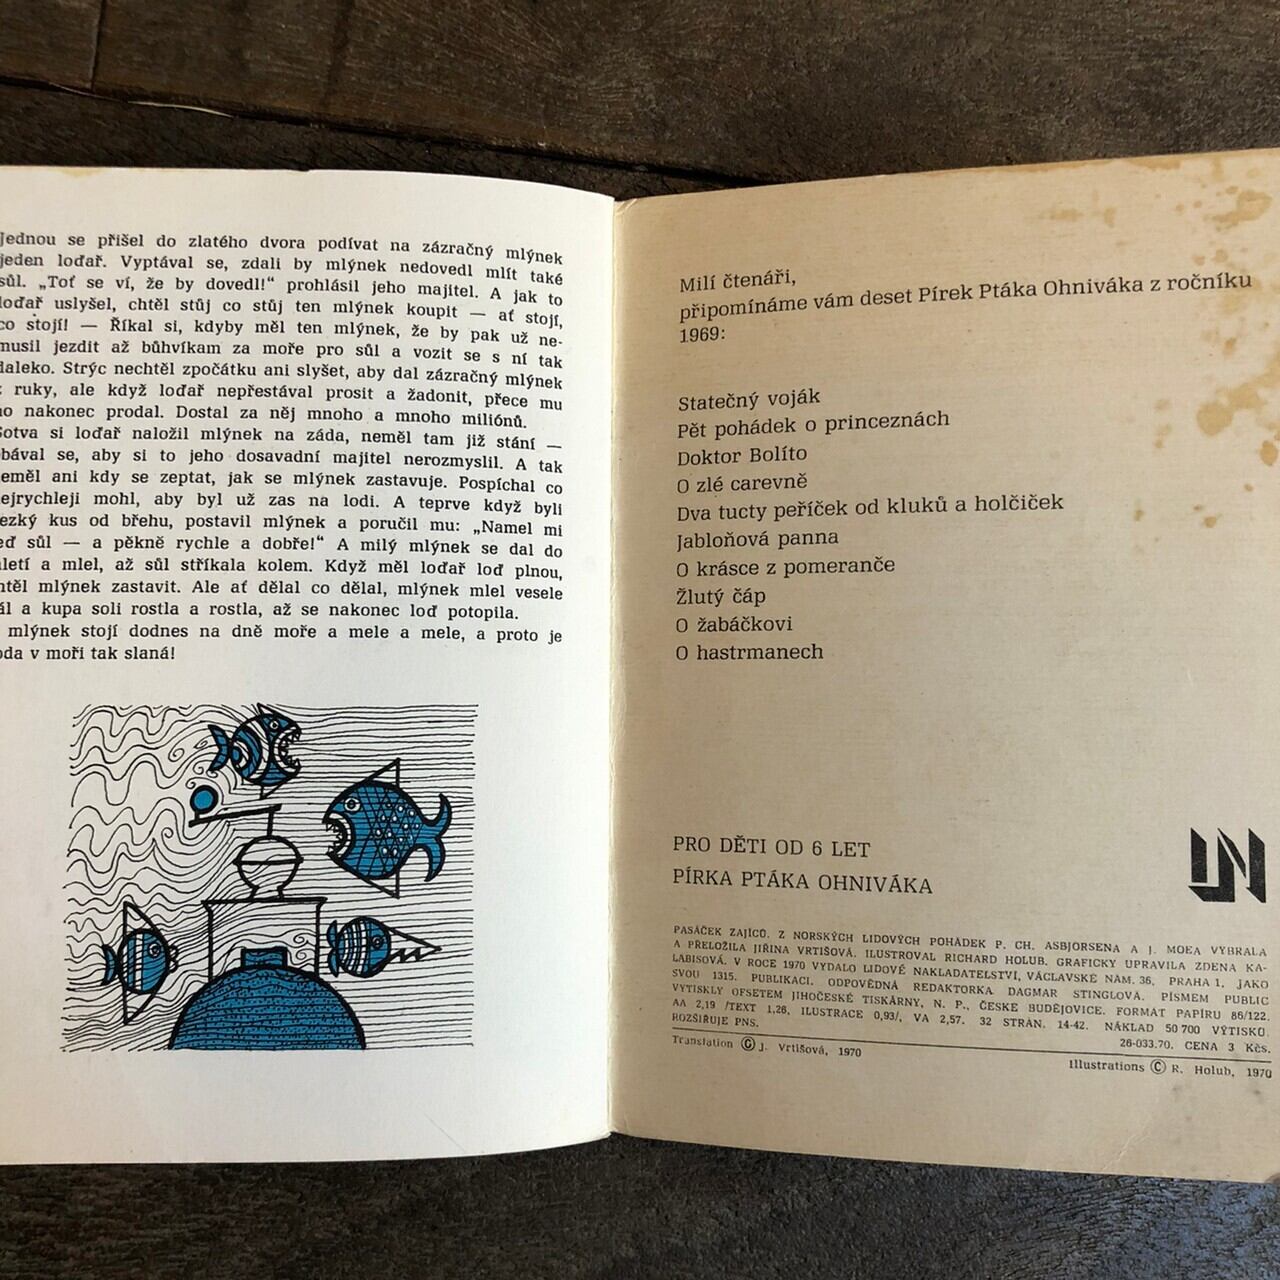 Jednou se přišel do zlatého dvora podívat na zázračný mlýnek
jeden loďař. Vyptával se, zdali by mlýnek nedovedl mlít také
sůl. „Toť se ví, že by dovedl!“ prohlásil jeho majitel. A jak to
loďař uslyšel, chtěl stůj co stůj ten mlýnek koupit — ať stojí,
co stojí! — Říkal si, kdyby měl ten mlýnek, že by pak už ne-
musil jezdit až bůhvíkam za moře pro sůl a vozit se s ní tak
daleko. Strýc nechtěl zpočátku ani slyšet, aby dal zázračný mlýnek
z ruky, ale když loďař nepřestával prosit a žadonit, přece mu
ho nakonec prodal. Dostal za něj mnoho a mnoho miliónů.
Sotva si loďař naložil mlýnek na záda, neměl tam již stání —
obával se, aby si to jeho dosavadní majitel nerozmyslil. A tak
neměl ani kdy se zeptat, jak se mlýnek zastavuje. Pospíchal co
nejrychleji mohl, aby byl už zas na lodi. A teprve když byli
hezký kus od břehu, postavil mlýnek a poručil mu: „Namel mi
teď sůl — a pěkně rychle a dobře!“ A milý mlýnek se dal do
mletí a mlel, až sůl stříkala kolem. Když měl loďař loď plnou,
chtěl mlýnek zastavit. Ale ať dělal co dělal, mlýnek mlel vesele
dál a kupa soli rostla a rostla, až se nakonec loď potopila.
mlýnek stojí dodnes na dně moře a mele a mele, a proto je
voda v moři tak slaná!
Milí čtenáři,
připomínáme vám deset Pírek Ptáka Ohniváka z ročníku
1969:
Statečný voják
Pět pohádek o princeznách
Doktor Bolíto
O zlé carevně
Dva tucty peříček od kluků a holčiček
Jabloňová panna
O krásce z pomeranče
Žlutý čáp
O žabáčkovi
O hastrmanech
PRO DĚTI OD 6 LET
PÍRKA PTÁKA OHNIVÁKA
LN
PASÁČEK ZAJÍCŮ. Z NORSKÝCH LIDOVÝCH POHÁDEK P. CH. ASBJORSENA A J. MOEA VYBRALA
A PŘELOŽILA JIŘINA VRTIŠOVÁ. ILUSTROVAL RICHARD HOLUB. GRAFICKY UPRAVILA ZDENA KA-
LABISOVÁ. V ROCE 1970 VYDALO LIDOVÉ NAKLADATELSTVÍ, VÁCLAVSKÉ NÁM. 36, PRAHA 1, JAKO
SVOU 1315. PUBLIKACI. ODPOVĚDNÁ REDAKTORKA DAGMAR STINGLOVÁ. PÍSMEM PUBLIC
VYTISKLY OFSETEM JIHOČESKÉ TISKÁRNY, N. P., ČESKÉ BUDĚJOVICE. FORMÁT PAPÍRU 86/122.
AA 2,19 /TEXT 1,26, ILUSTRACE 0,93/, VA 2,57. 32 STRAN. 14-42. NÁKLAD 50 700 VÝTISKŮ.
ROZŠIŘUJE PNS. 26-033.70. CENA 3 Kčs.
Translation © J. Vrtišová, 1970
Illustrations © R. Holub, 1970